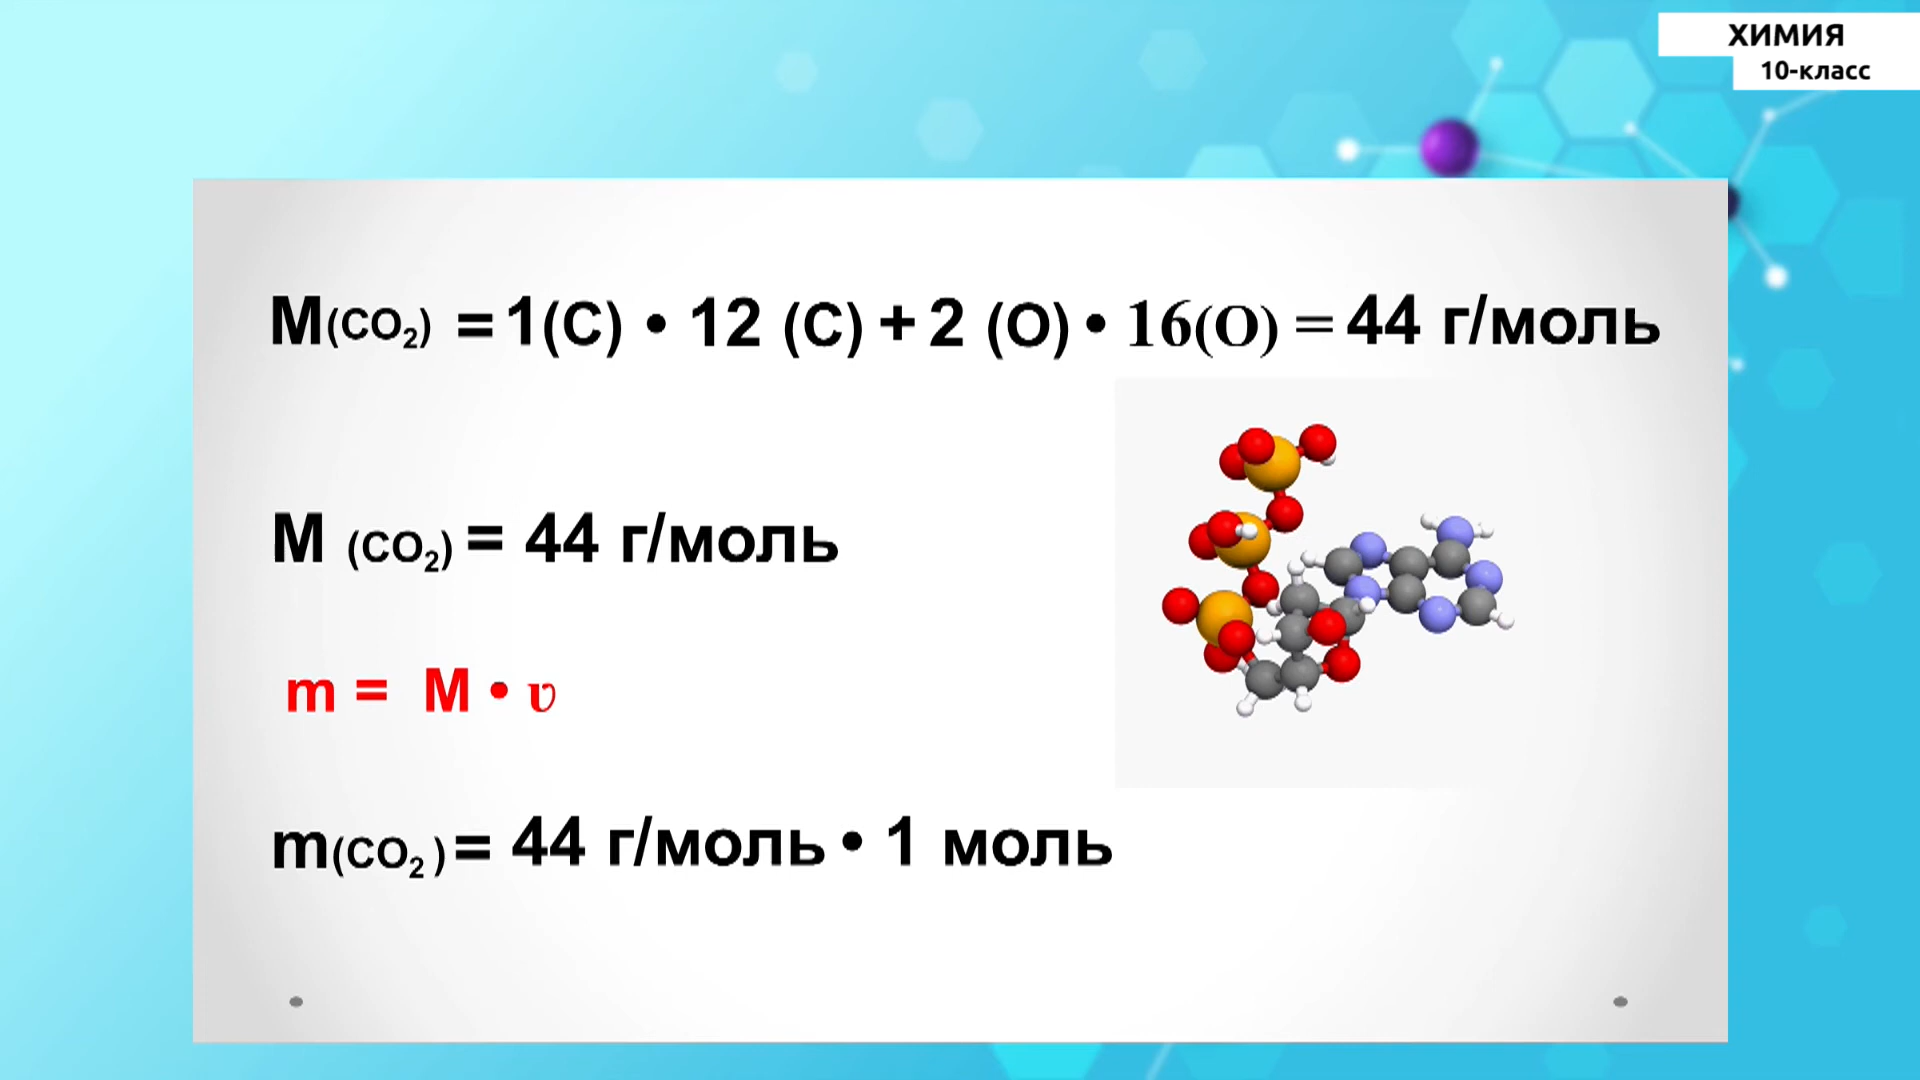 ХИМИЯ
10-класс
M(CO₂) = 1(C) • 12 (C) + 2 (O) • 16(O) = 44 г/моль
M (CO₂) = 44 г/моль
m = M • υ
m(CO₂ ) = 44 г/моль • 1 моль